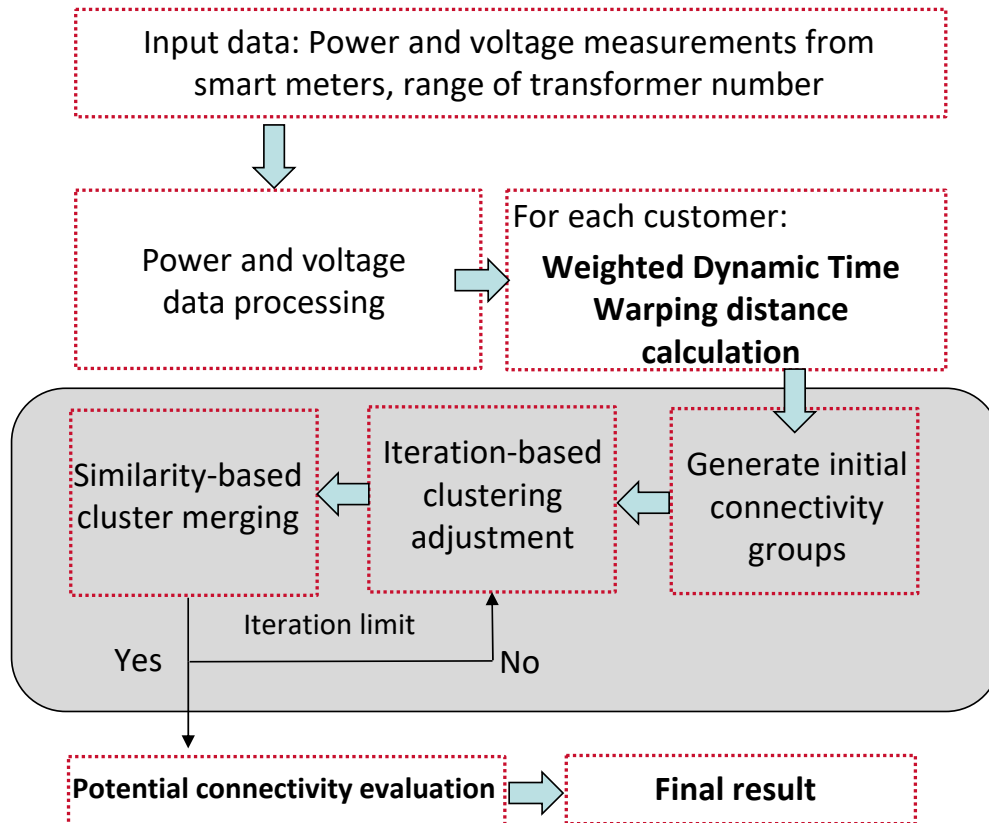 Input data: Power and voltage measurements from
smart meters, range of transformer number
Power and voltage
data processing
For each customer:
Weighted Dynamic Time
Warping distance
calculation
Generate initial
connectivity
groups
Iteration-based
clustering
adjustment
Similarity-based
cluster merging
Iteration limit
Yes
No
Potential connectivity evaluation
Final result